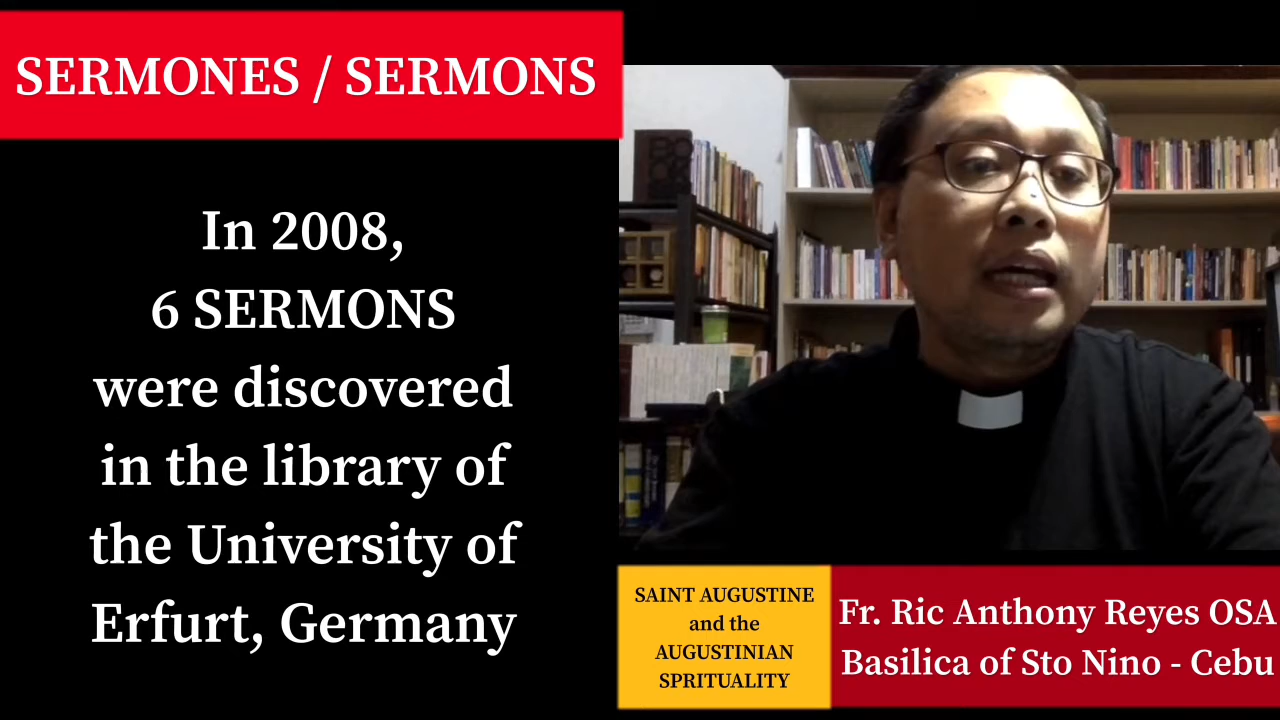 SERMONES / SERMONS
In 2008,
6 SERMONS
were discovered
in the library of
the University of
Erfurt, Germany
SAINT AUGUSTINE
and the
AUGUSTINIAN
SPRITUALITY
Fr. Ric Anthony Reyes OSA
Basilica of Sto Nino - Cebu